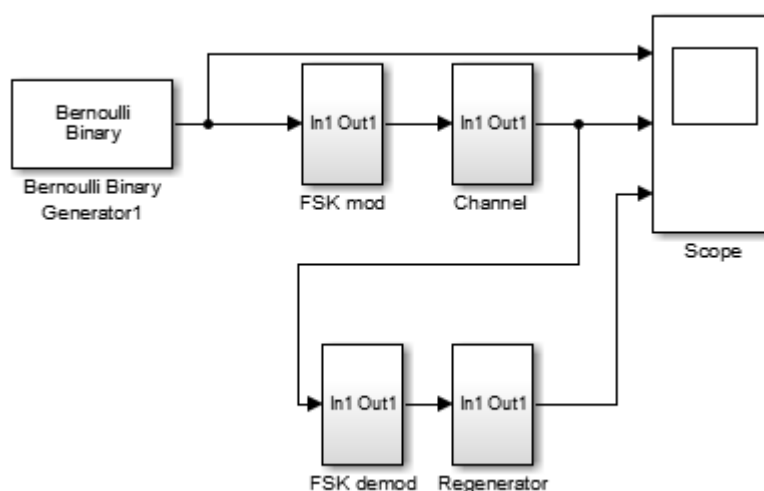 Bernoulli
Binary
Bernoulli Binary
Generator1
In1 Out1
FSK mod
In1 Out1
Channel
Scope
In1 Out1
FSK demod
In1 Out1
Regenerator